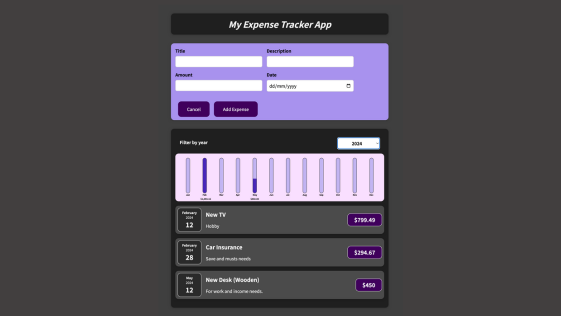 My Expense Tracker App
Title
Description
Amount
Date
dd/mm/yyyy
Cancel
Add Expense
Filter by year
2024
Jan
Feb
Mar
Apr
May
Jun
Jul
Aug
Sep
Oct
Nov
Dec
February
2024
12
New TV
Hobby
$799.49
February
2024
28
Car Insurance
Save and musts needs
$294.67
May
2024
12
New Desk (Wooden)
For work and income needs.
$450